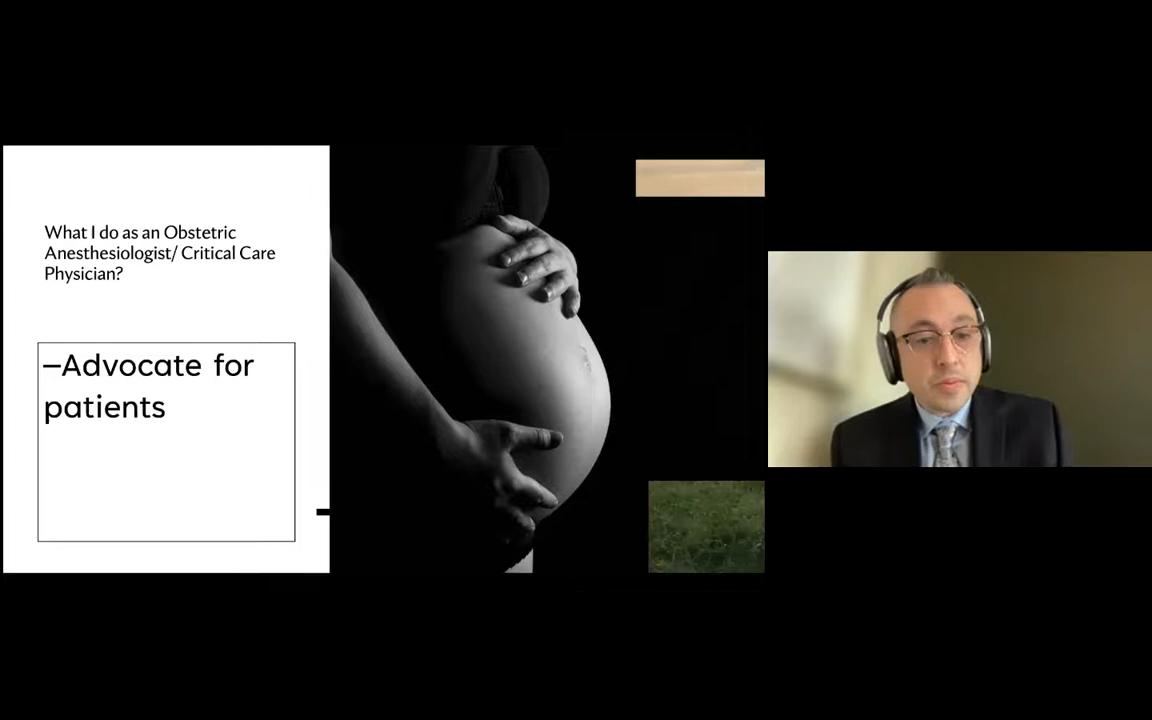 What I do as an Obstetric
Anesthesiologist/ Critical Care
Physician?
–Advocate for
patients